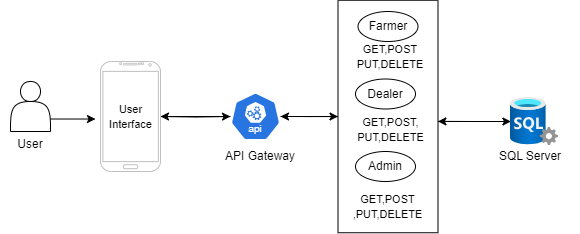 User
User
Interface
api
API Gateway
Farmer
GET,POST
PUT,DELETE
Dealer
GET,POST,
PUT,DELETE
Admin
GET,POST
,PUT,DELETE
SQL
SQL Server